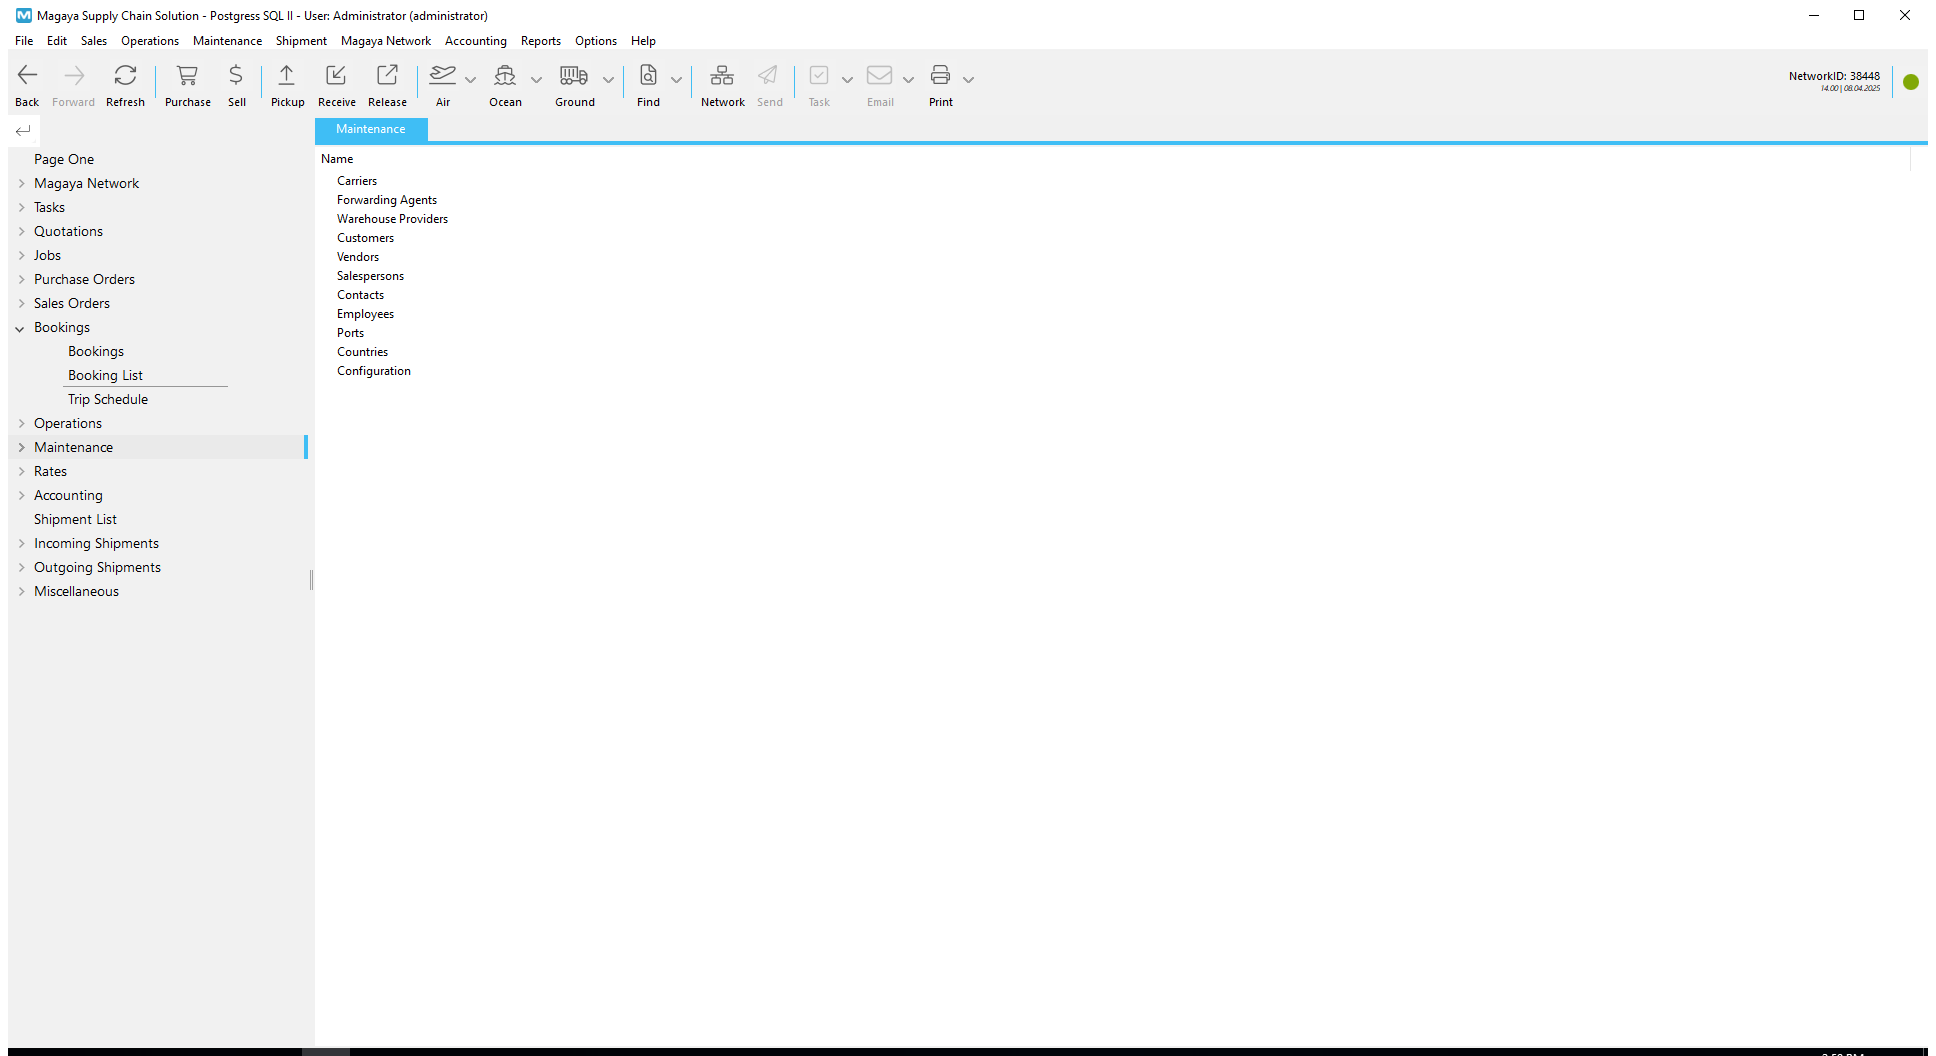 Magaya Supply Chain Solution - Postgress SQL II - User: Administrator (administrator)
File Edit Sales Operations Maintenance Shipment Magaya Network Accounting Reports Options Help
Back Forward Refresh Purchase Sell Pickup Receive Release Air Ocean Ground Find Network Send Task Email Print
NetworkID: 38448
14.00 | 08.04.2025
Maintenance
Name
Page One
Magaya Network
Tasks
Quotations
Jobs
Purchase Orders
Sales Orders
Bookings
Bookings
Booking List
Trip Schedule
Operations
Maintenance
Rates
Accounting
Shipment List
Incoming Shipments
Outgoing Shipments
Miscellaneous
Carriers
Forwarding Agents
Warehouse Providers
Customers
Vendors
Salespersons
Contacts
Employees
Ports
Countries
Configuration